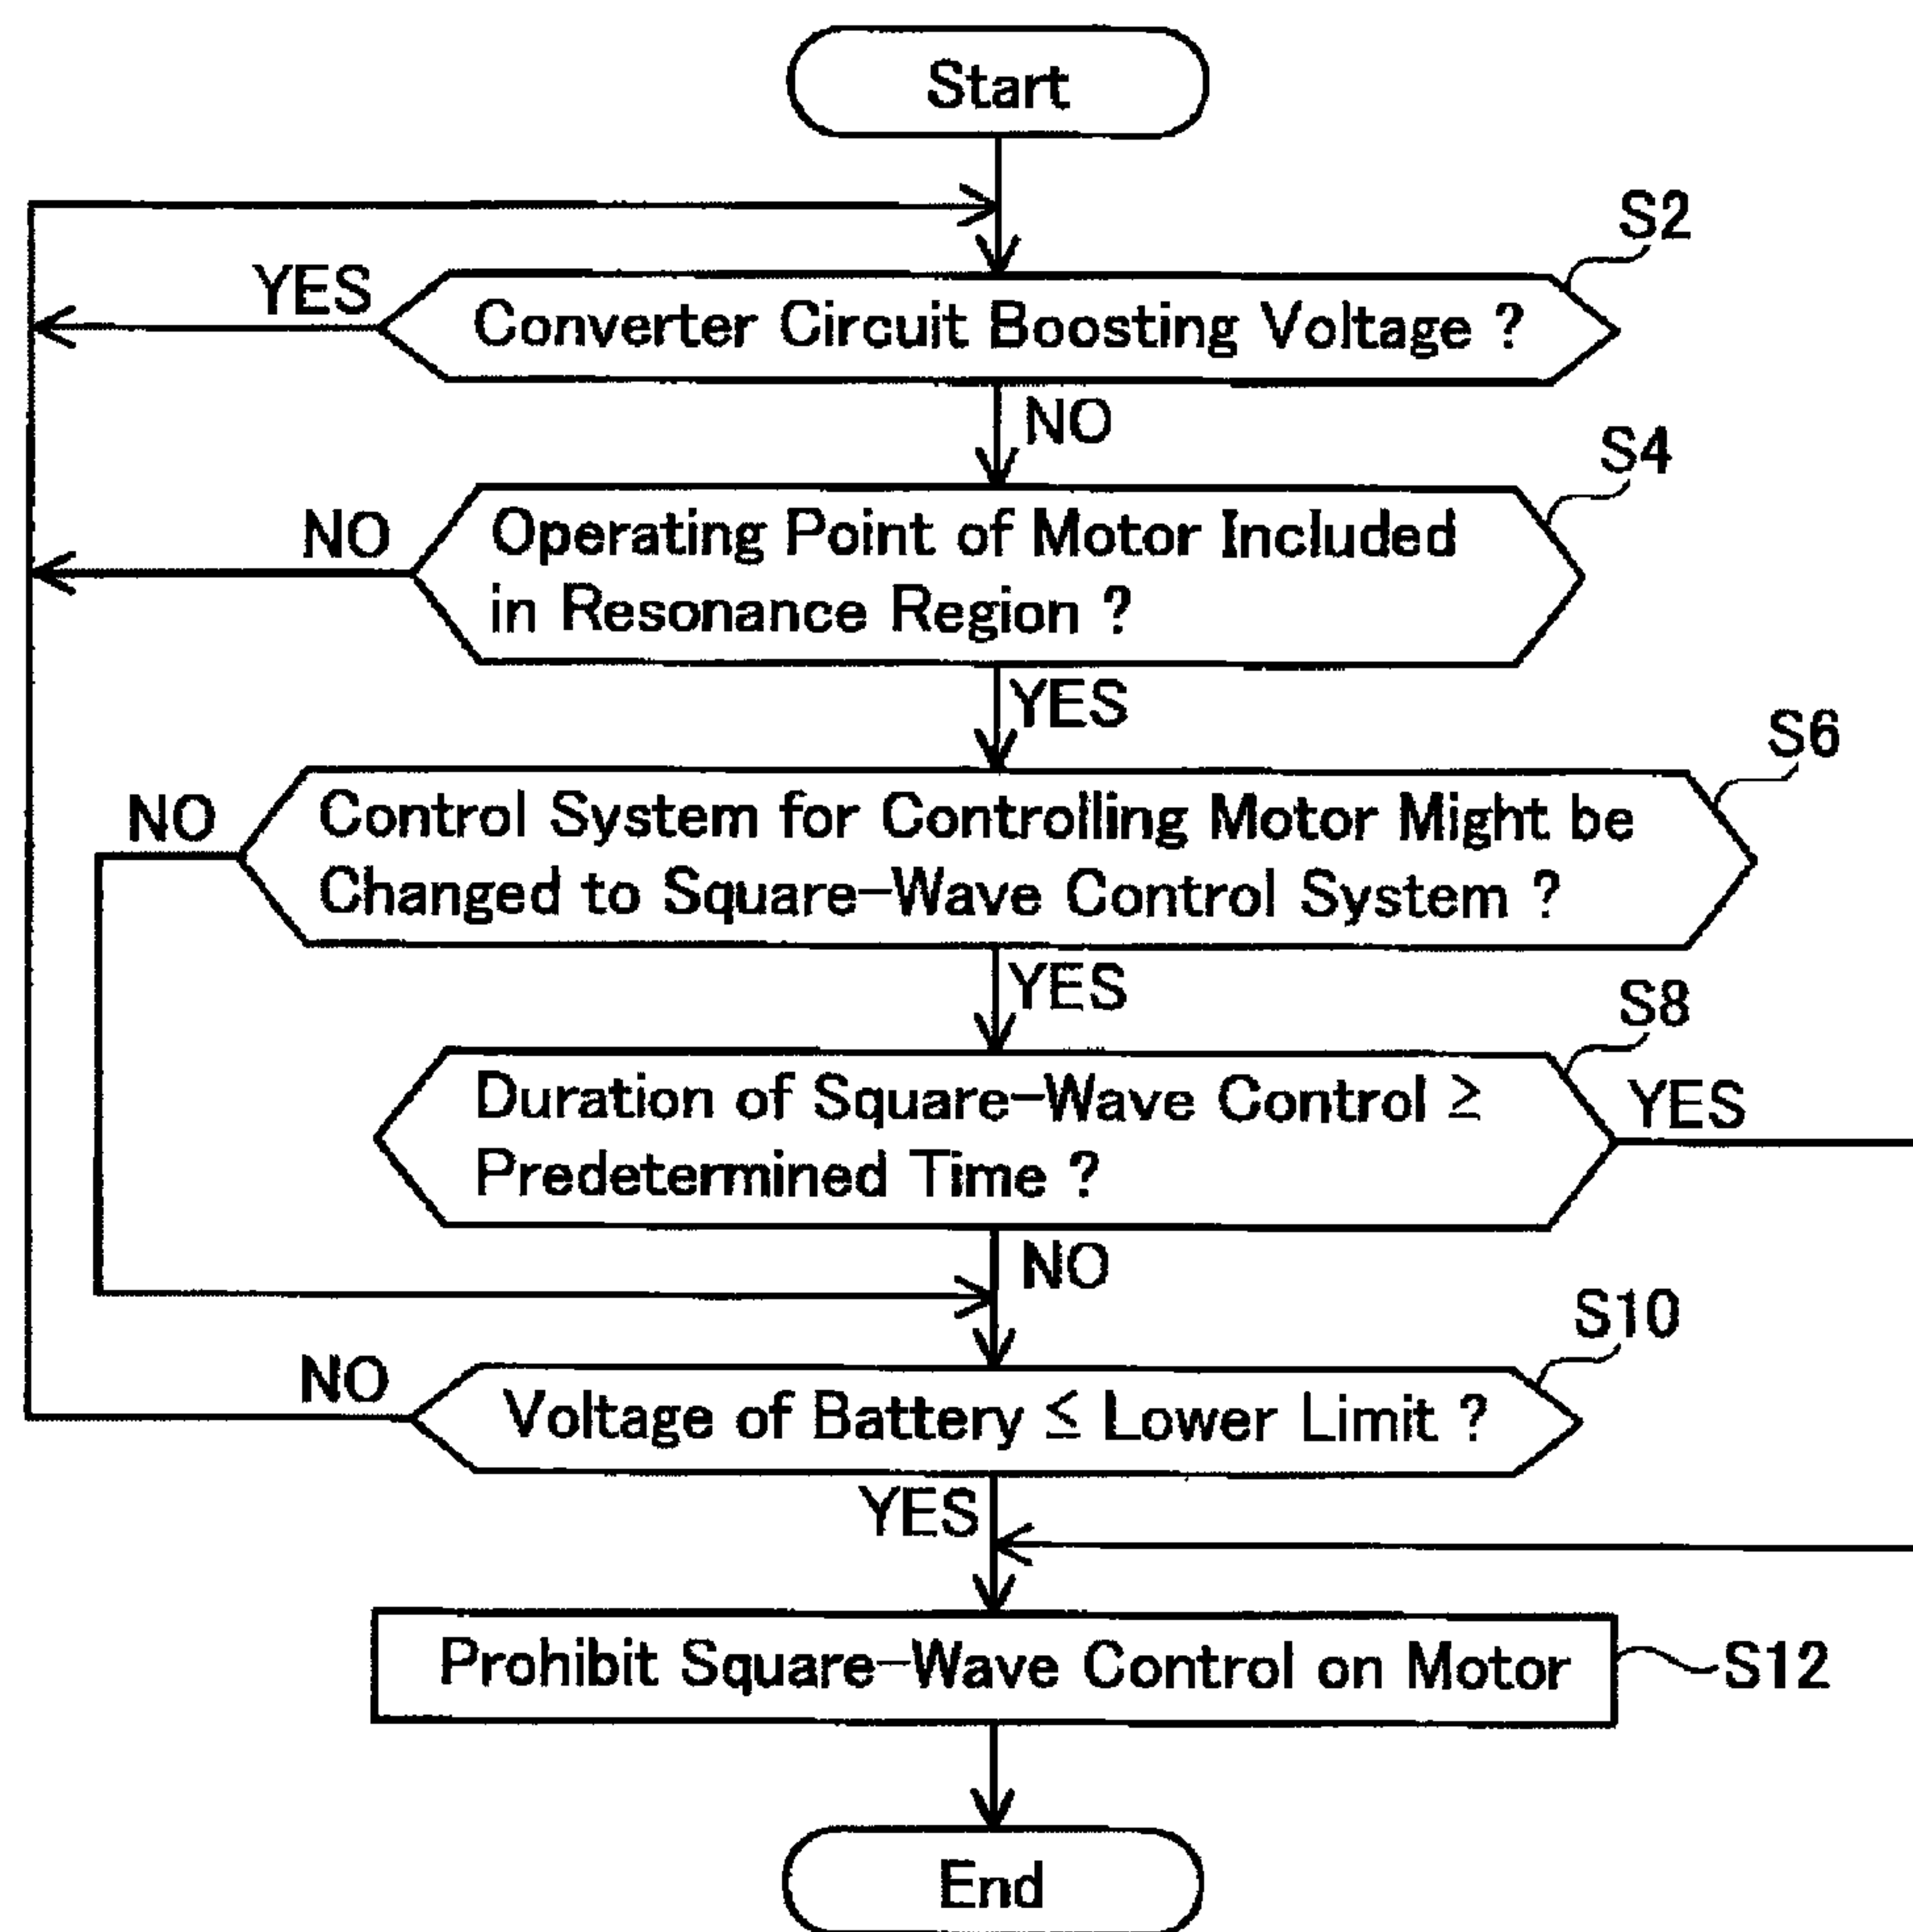 Start
S2
YES
Converter Circuit Boosting Voltage ?
NO
S4
NO
Operating Point of Motor Included
in Resonance Region ?
YES
S6
NO
Control System for Controlling Motor Might be
Changed to Square-Wave Control System ?
YES
S8
Duration of Square-Wave Control ≥
Predetermined Time ?
YES
NO
S10
NO
Voltage of Battery ≤ Lower Limit ?
YES
Prohibit Square-Wave Control on Motor
S12
End